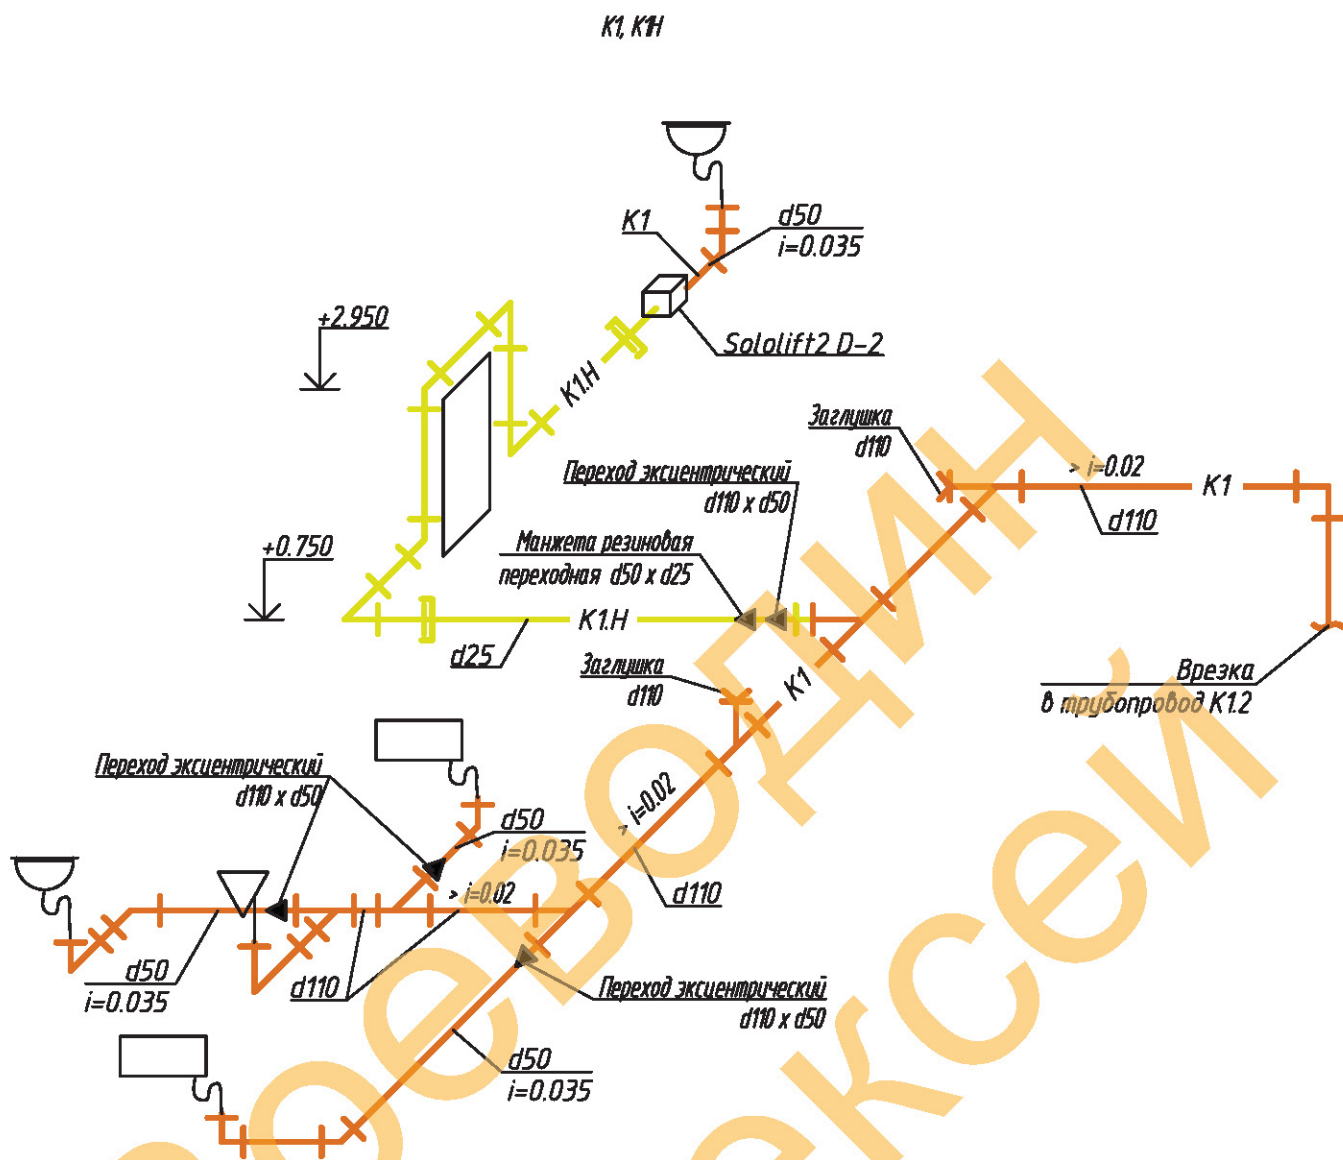 К1, К1Н
К1
d50
i=0.035
+2.950
Sololift2 D-2
К1.Н
Заглушка
d110
> i=0.02
К1
d110
Переход эксцентрический
d110 x d50
Манжета резиновая
переходная d50 x d25
+0.750
К1.Н
d25
Заглушка
d110
К1
Врезка
в трубопровод К1.2
Переход эксцентрический
d110 x d50
d50
i=0.035
> i=0.02
> i=0.02
d110
d50
i=0.035
d110
Переход эксцентрический
d110 x d50
d50
i=0.035
воеводин
ексей